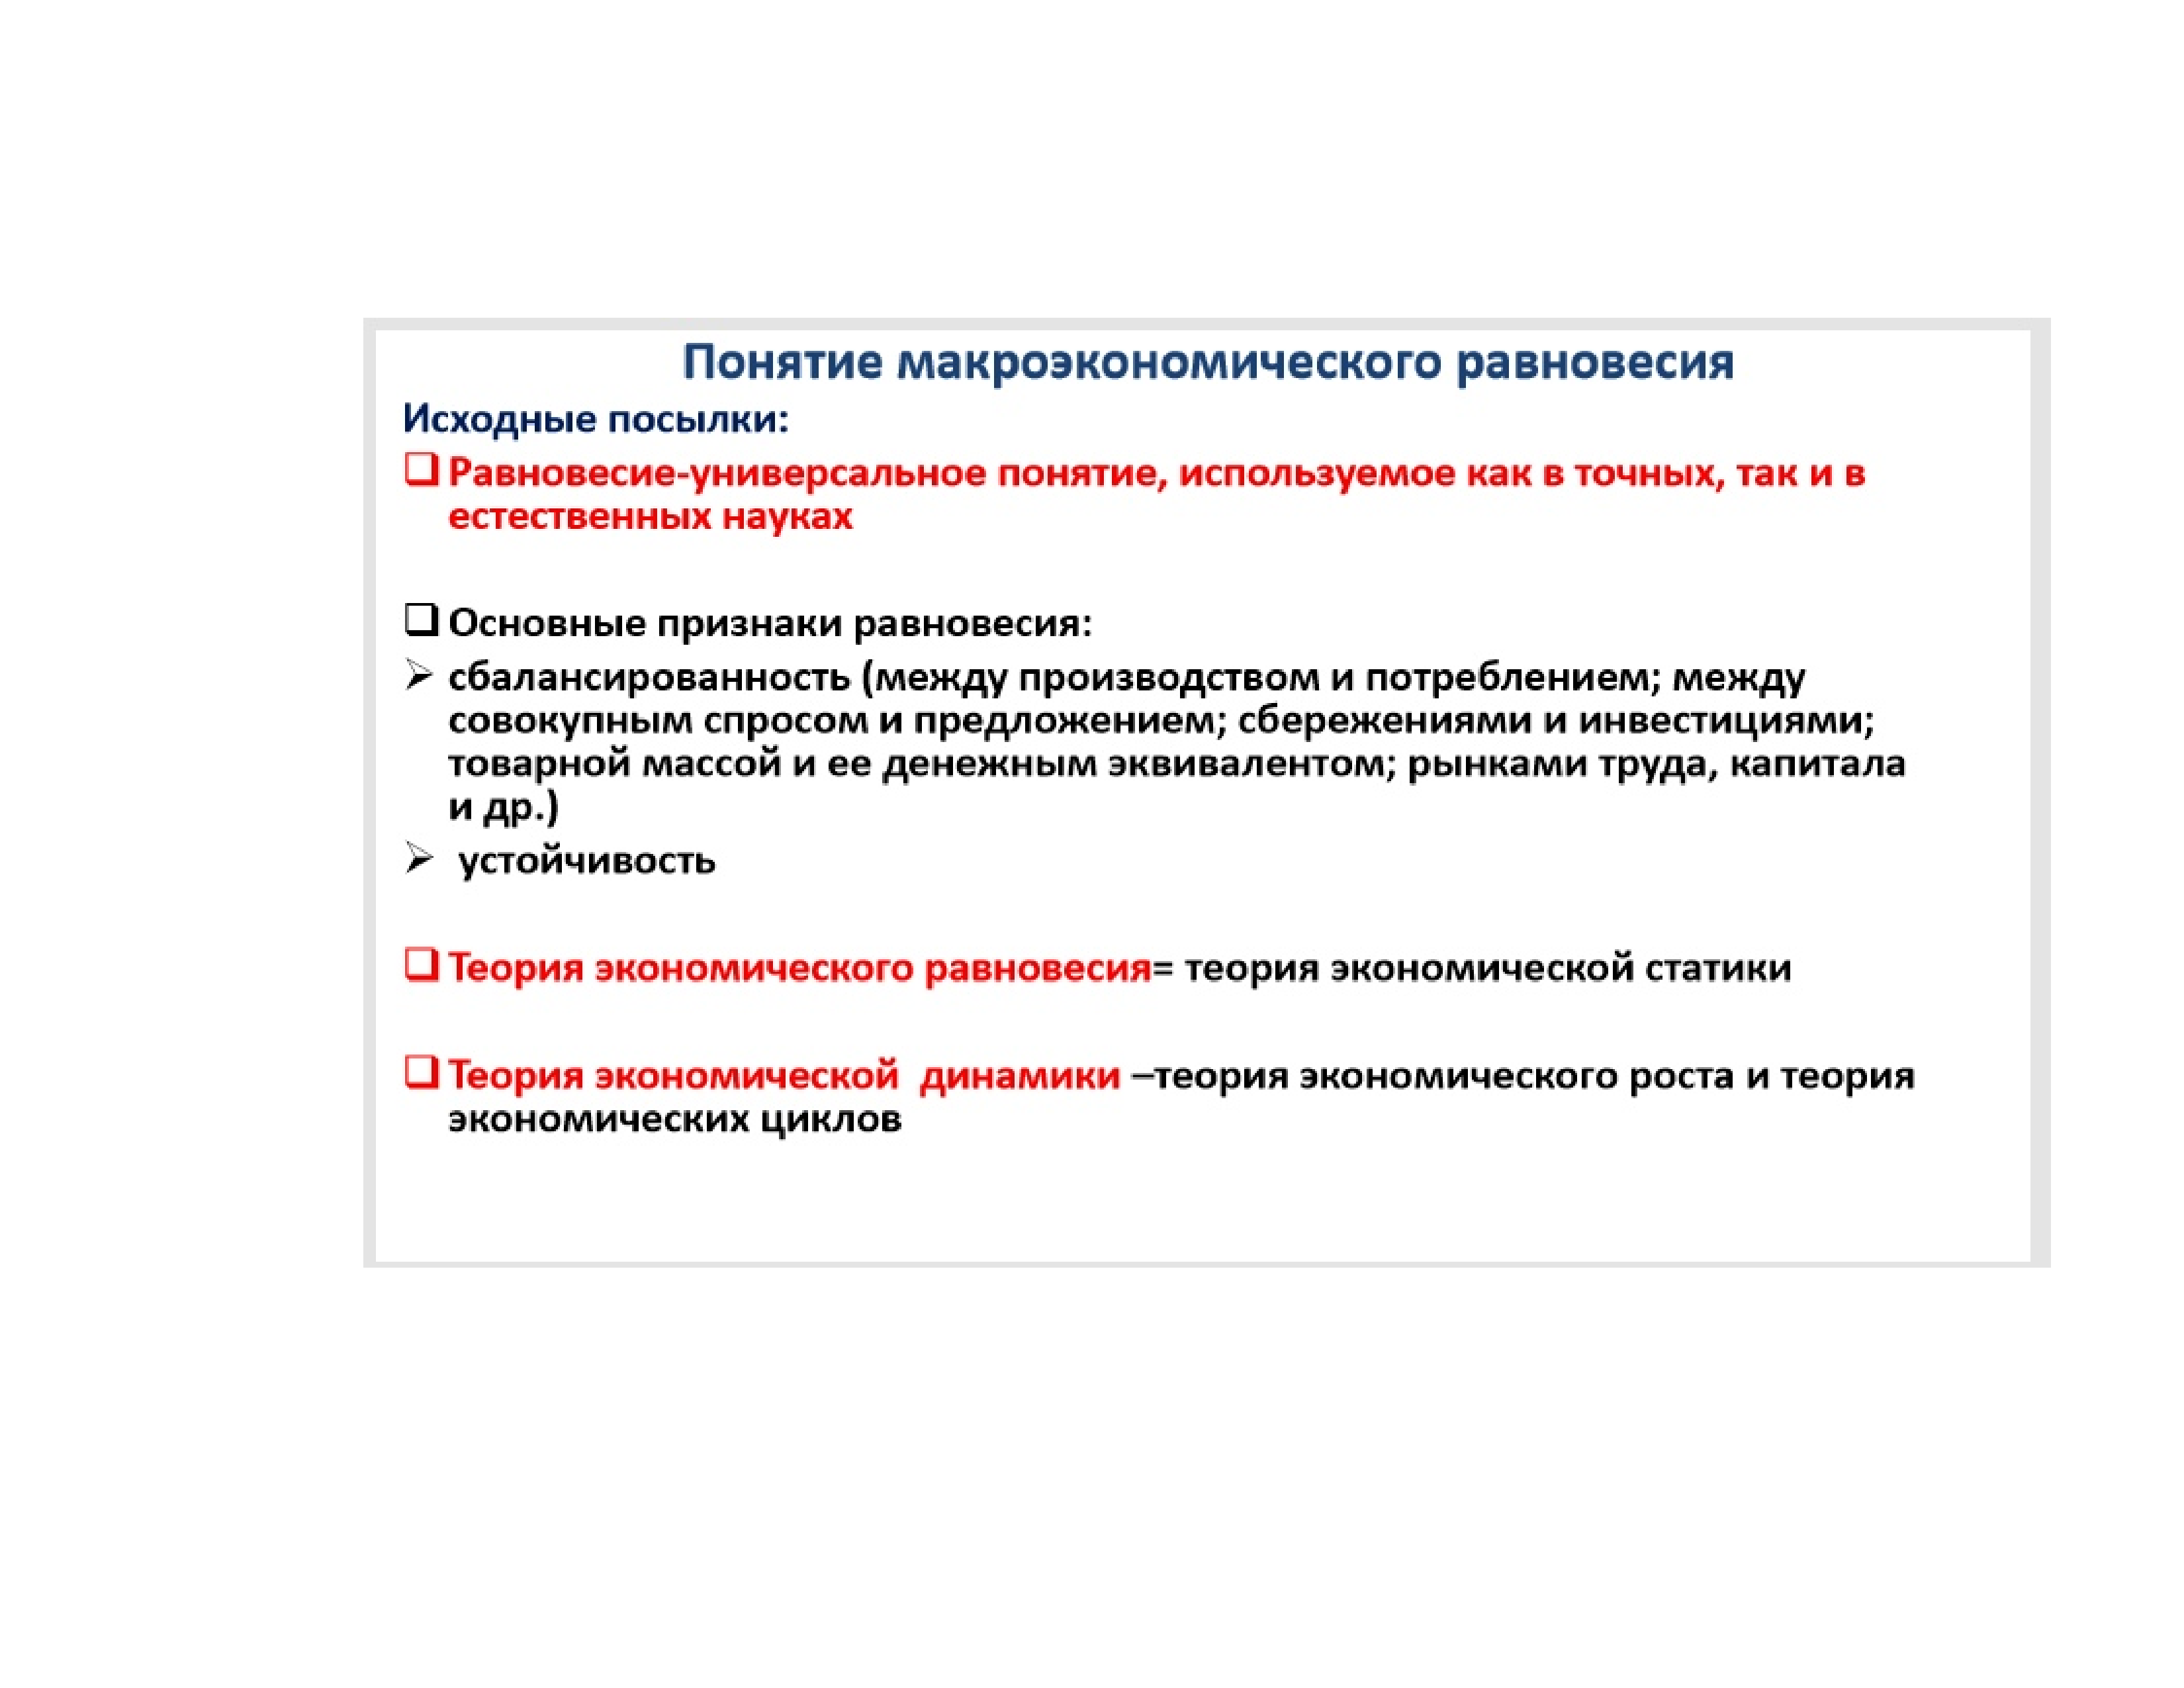 Понятие макроэкономического равновесия
Исходные посылки:
Равновесие-универсальное понятие, используемое как в точных, так и в
естественных науках
Основные признаки равновесия:
сбалансированность (между производством и потреблением; между
совокупным спросом и предложением; сбережениями и инвестициями;
товарной массой и ее денежным эквивалентом; рынками труда, капитала
и др.)
устойчивость
Теория экономического равновесия= теория экономической статики
Теория экономической динамики –теория экономического роста и теория
экономических циклов